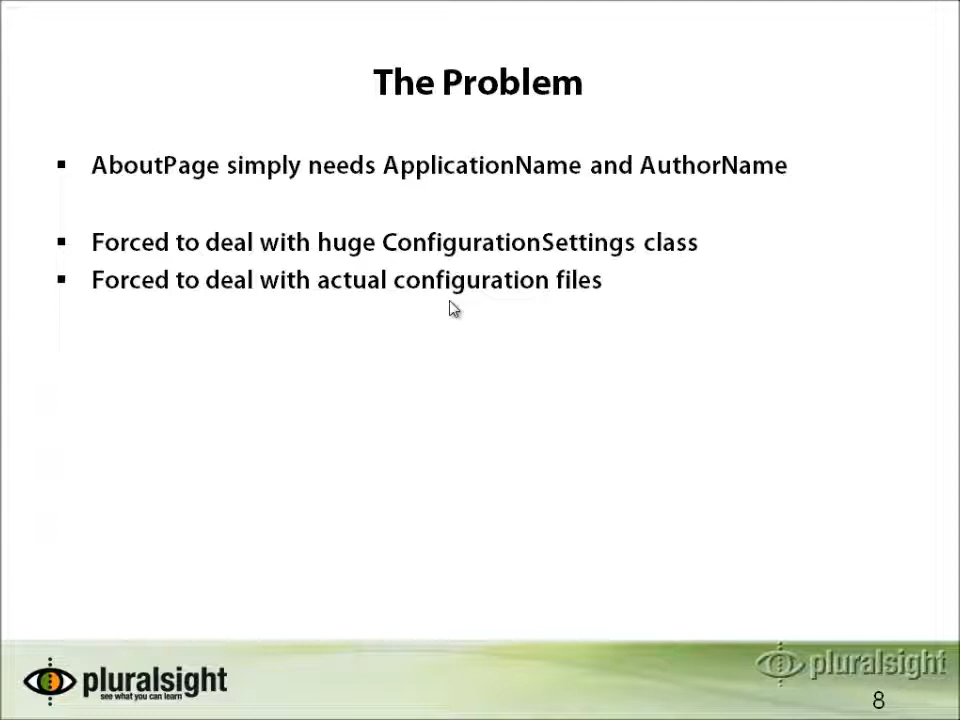 The Problem
▪ AboutPage simply needs ApplicationName and AuthorName
▪ Forced to deal with huge ConfigurationSettings class
▪ Forced to deal with actual configuration files
pluralsight
see what you can learn
pluralsight
8